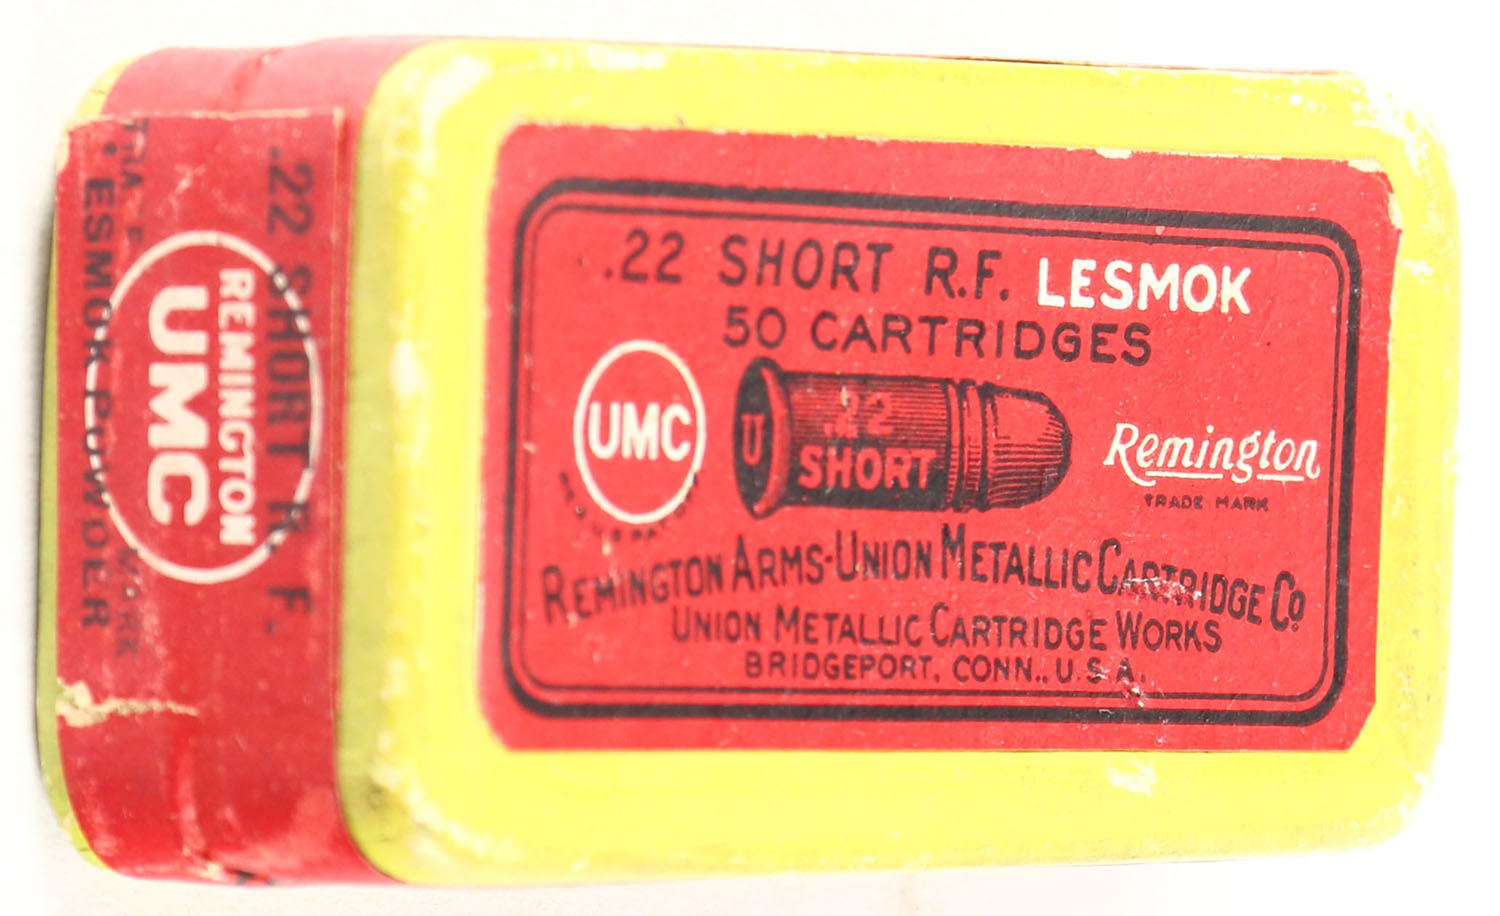 .22 SHORT R.F. LESMOK
50 CARTRIDGES
UMC
U
.22
SHORT
Remington
TRADE MARK
REMINGTON ARMS-UNION METALLIC CARTRIDGE CO.
UNION METALLIC CARTRIDGE WORKS
BRIDGEPORT, CONN., U.S.A.
.22 SHORT R. F.
REMINGTON
UMC
LESMOK POWDER